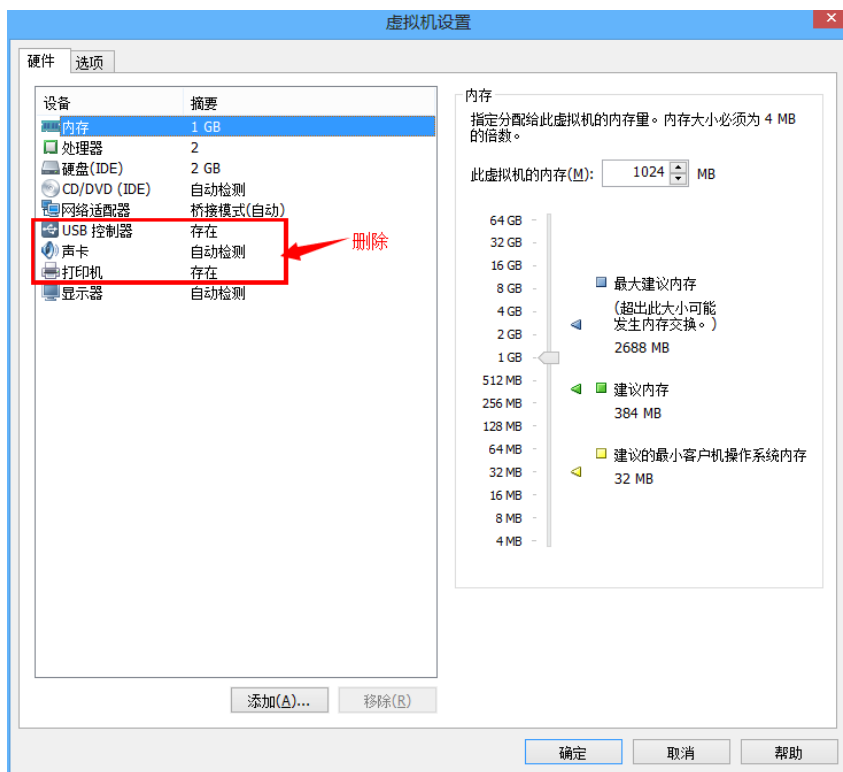 虚拟机设置
硬件 选项
设备 摘要
内存 1 GB
处理器 2
硬盘(IDE) 2 GB
CD/DVD (IDE) 自动检测
网络适配器 桥接模式(自动)
USB 控制器 存在
声卡 自动检测
打印机 存在
显示器 自动检测
删除
添加(A)... 移除(R)
内存
指定分配给此虚拟机的内存量。内存大小必须为 4 MB
的倍数。
此虚拟机的内存(M): 1024 MB
64 GB
32 GB
16 GB
8 GB
4 GB
2 GB
1 GB
512 MB
256 MB
128 MB
64 MB
32 MB
16 MB
8 MB
4 MB
最大建议内存
(超出此大小可能
发生内存交换。)
2688 MB
建议内存
384 MB
建议的最小客户机操作系统内存
32 MB
确定 取消 帮助